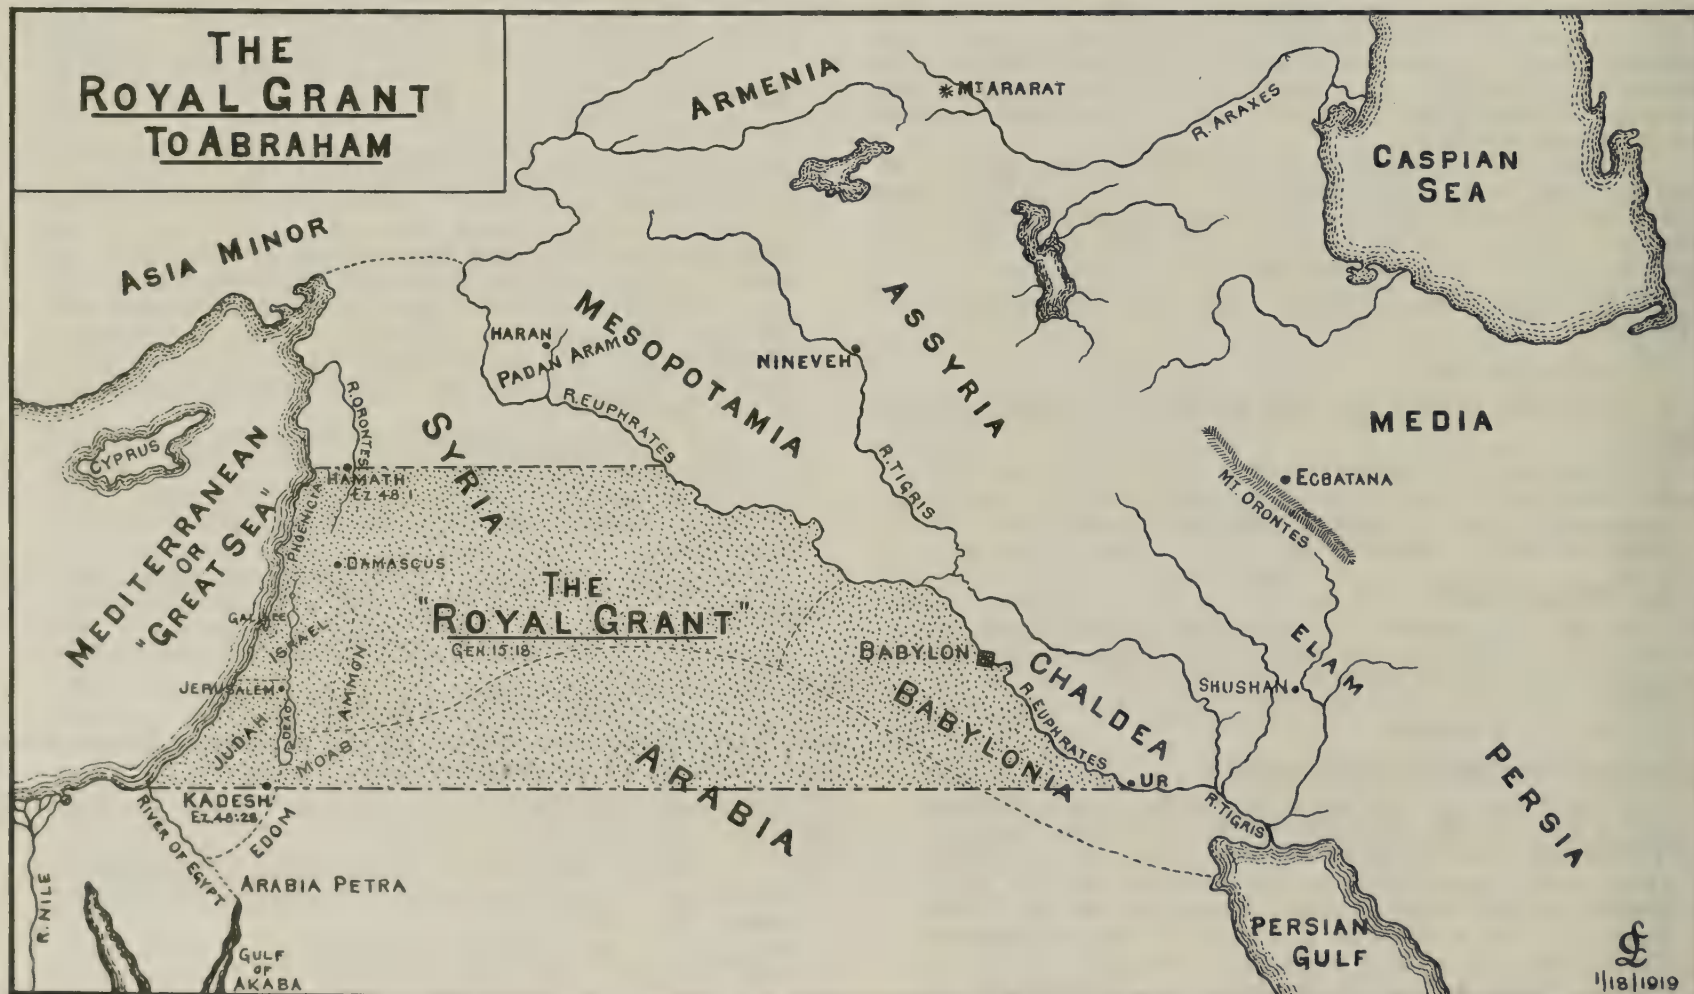 THE
ROYAL GRANT
TO ABRAHAM
ARMENIA
MT ARARAT
R. ARAXES
CASPIAN
SEA
ASIA MINOR
HARAN
PADAN ARAM
MESOPOTAMIA
NINEVEH
ASSYRIA
R. ORONTES
R. EUPHRATES
SYRIA
CYPRUS
MEDITERRANEAN
OR
"GREAT SEA"
R. TIGRIS
MEDIA
EGBATANA
MT. ORONTES
HAMATH
EZ. 48:1
PHOENICIA
DAMASCUS
THE
"ROYAL GRANT"
GEN. 15:18
GALILEE
ISRAEL
AMMON
JERUSALEM
JUDAH
DEAD
MOAB
BABYLON
R. EUPHRATES
CHALDEA
BABYLONIA
ELAM
SHUSHAN
UR
R. TIGRIS
ARABIA
PERSIA
KADESH
EZ. 48:28
EDOM
RIVER OF EGYPT
ARABIA PETRA
R. NILE
GULF
OF
AKABA
PERSIAN
GULF
1/18/1919